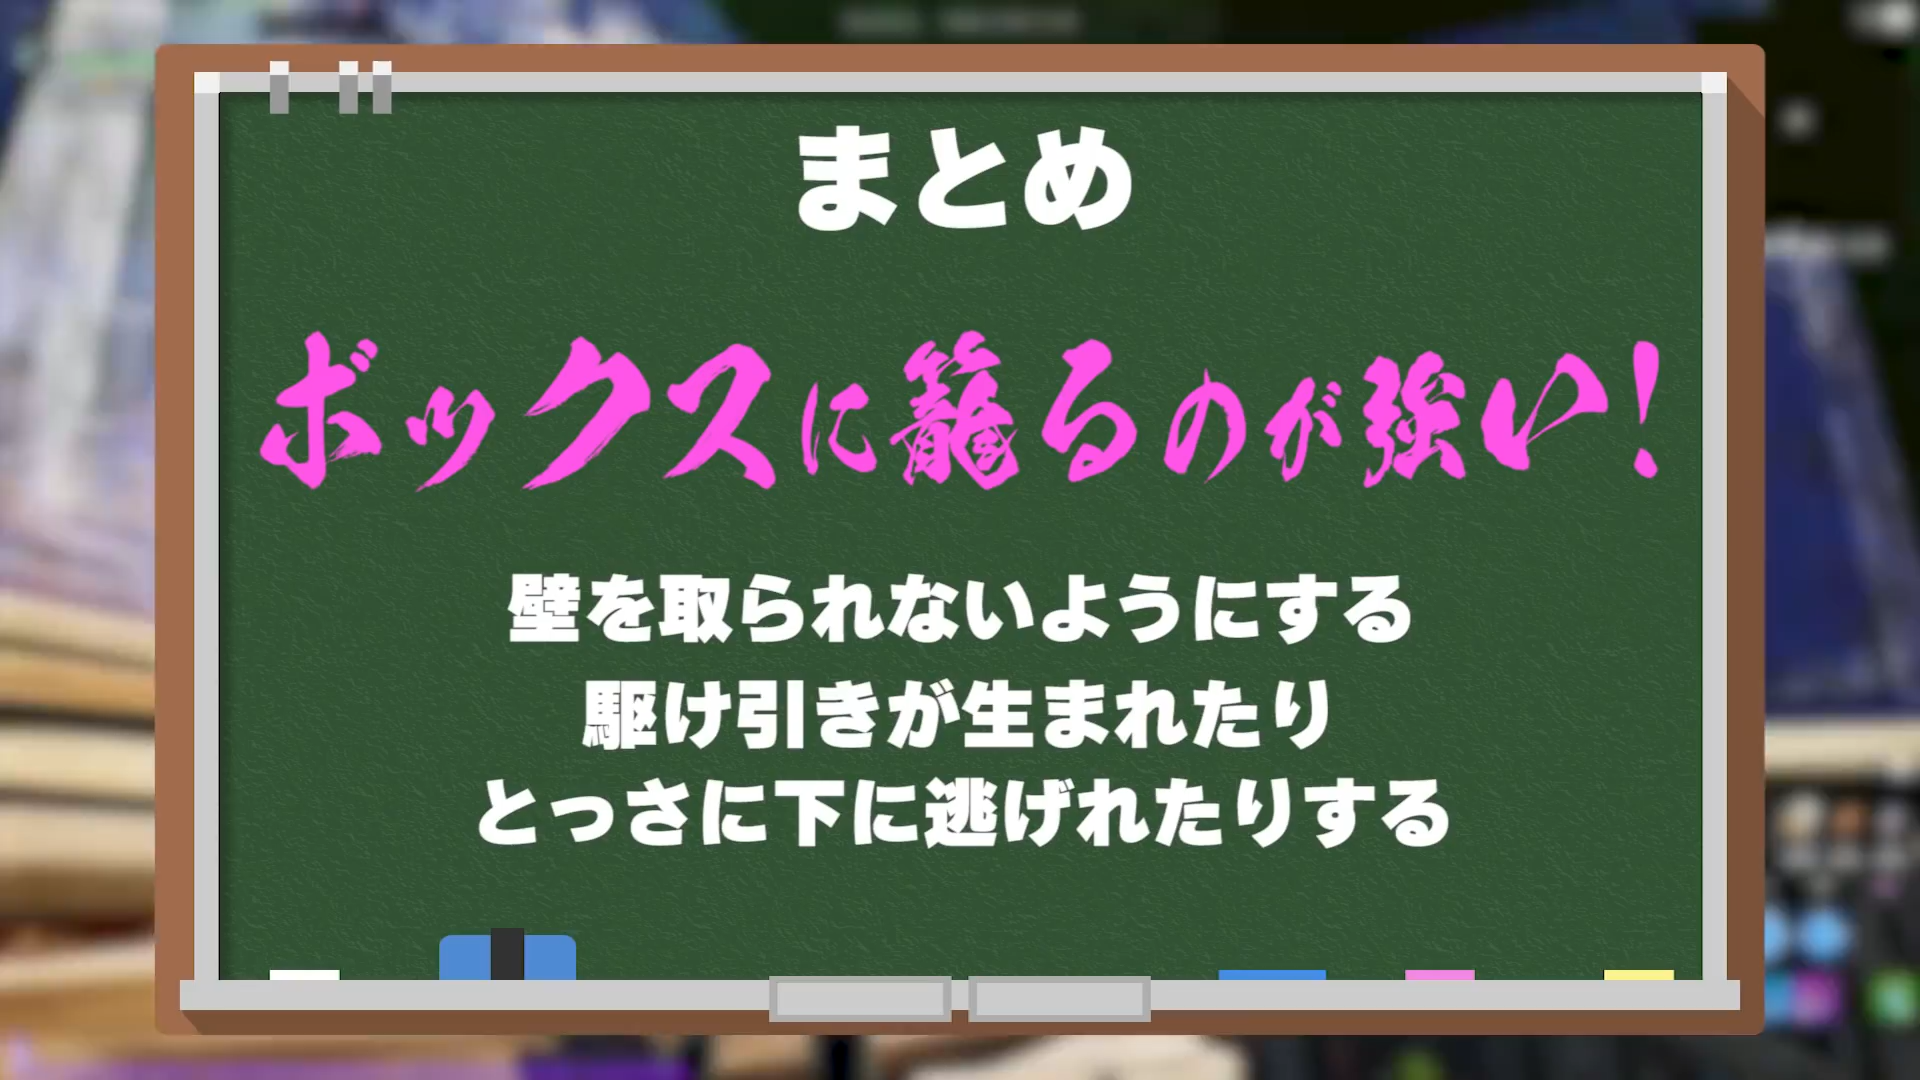 まとめ
ボックスに籠るのが強い!
壁を取られないようにする
駆け引きが生まれたり
とっさに下に逃げれたりする